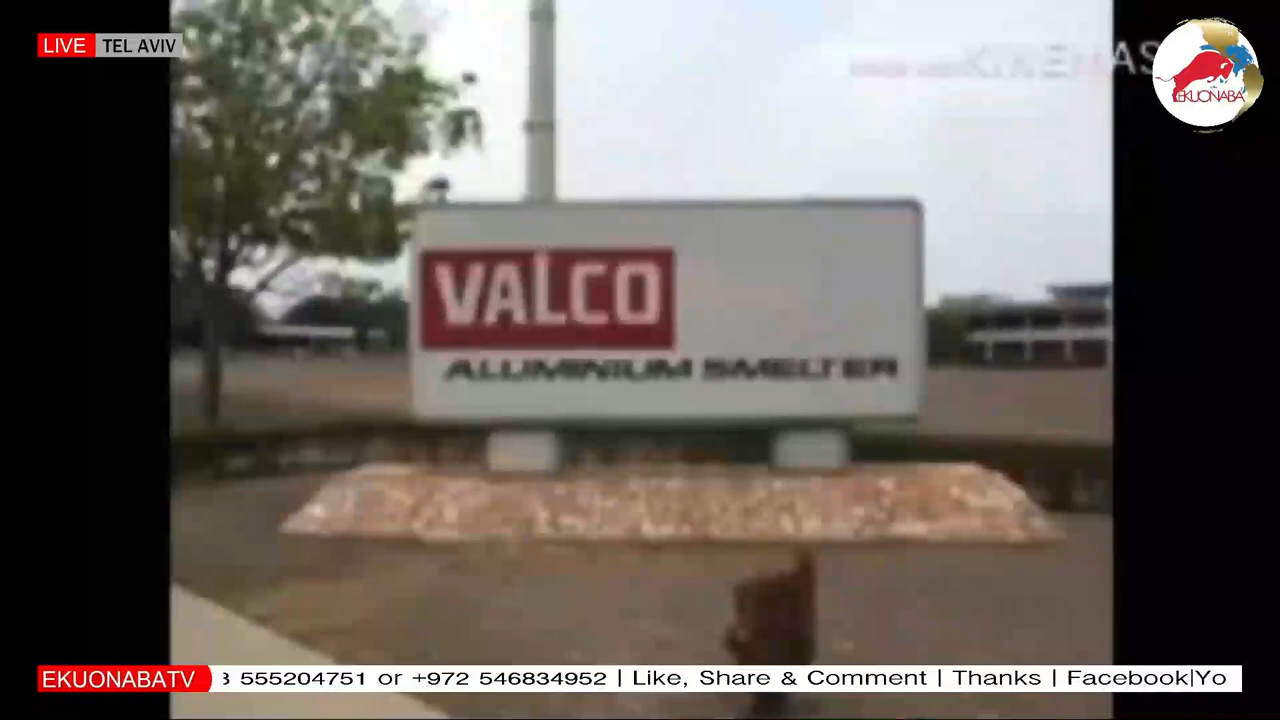 LIVE TEL AVIV
EKUONABA
VALCO
ALUMINIUM SMELTER
EKUONABATV 555204751 or +972 546834952 | Like, Share & Comment | Thanks | Facebook|Yo